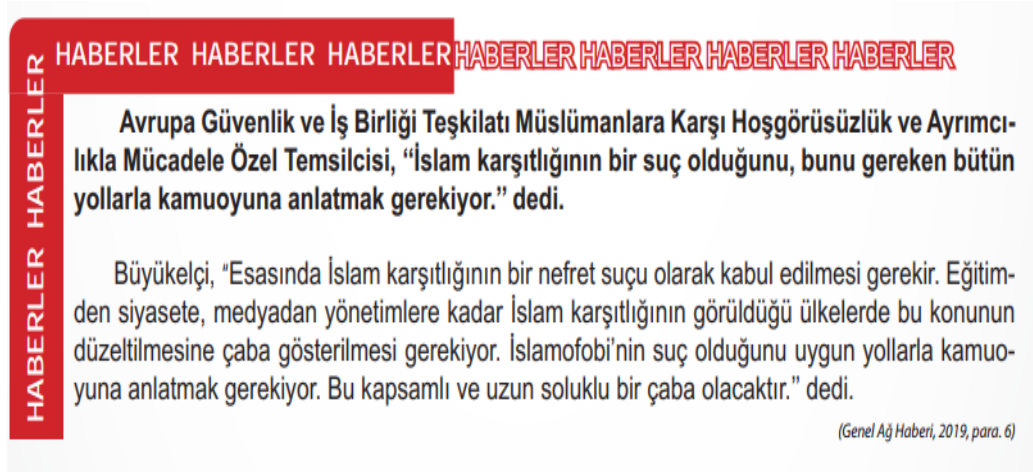 HABERLER HABERLER HABERLER HABERLER HABERLER HABERLER HABERLER
HABERLER HABERLER
Avrupa Güvenlik ve İş Birliği Teşkilatı Müslümanlara Karşı Hoşgörüsüzlük ve Ayrımcı-
lıkla Mücadele Özel Temsilcisi, “İslam karşıtlığının bir suç olduğunu, bunu gereken bütün
yollarla kamuoyuna anlatmak gerekiyor.” dedi.
Büyükelçi, “Esasında İslam karşıtlığının bir nefret suçu olarak kabul edilmesi gerekir. Eğitim-
den siyasete, medyadan yönetimlere kadar İslam karşıtlığının görüldüğü ülkelerde bu konunun
düzeltilmesine çaba gösterilmesi gerekiyor. İslamofobi’nin suç olduğunu uygun yollarla kamuo-
yuna anlatmak gerekiyor. Bu kapsamlı ve uzun soluklu bir çaba olacaktır.” dedi.
(Genel Ağ Haberi, 2019, para. 6)